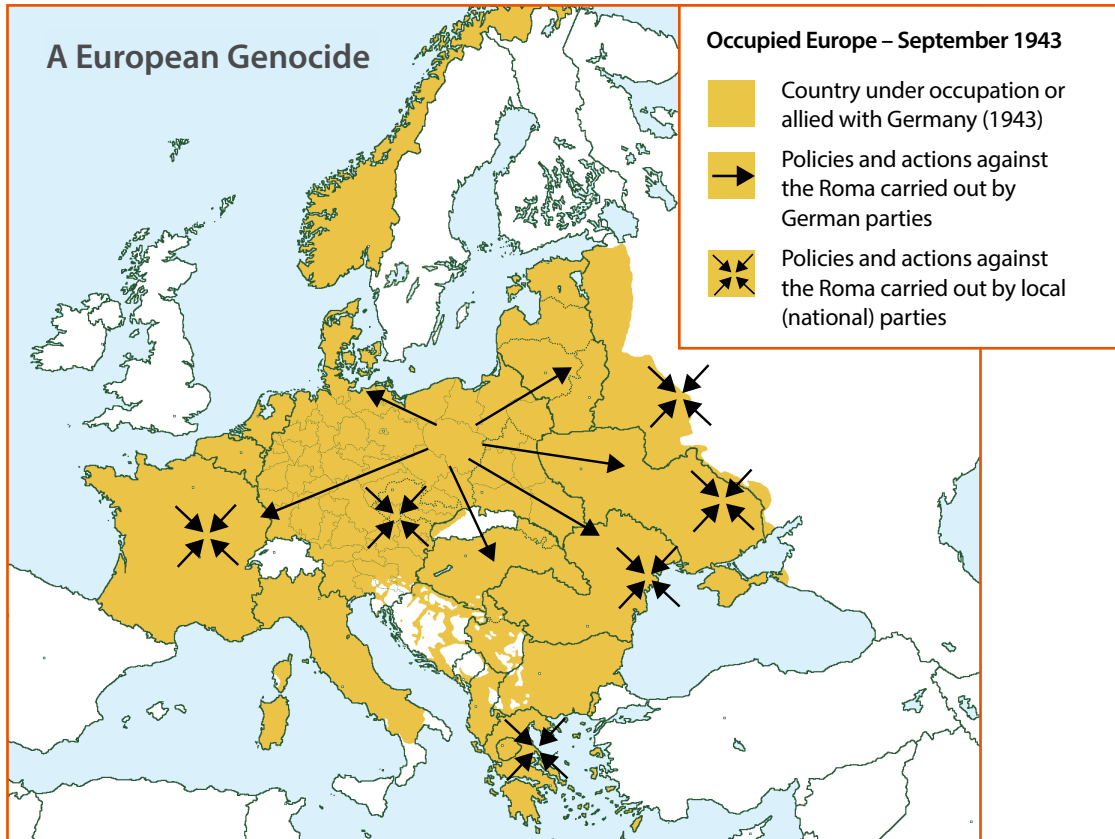 A European Genocide
Occupied Europe – September 1943
Country under occupation or
allied with Germany (1943)
Policies and actions against
the Roma carried out by
German parties
Policies and actions against
the Roma carried out by local
(national) parties